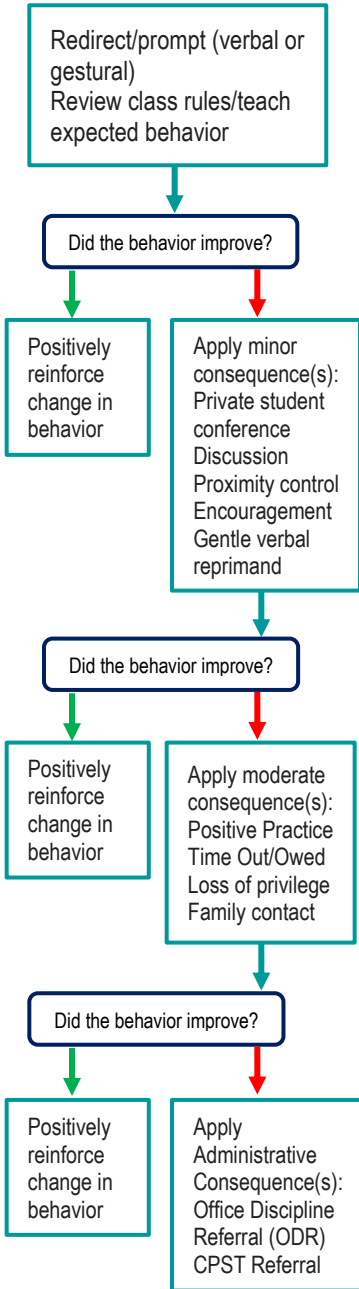 Redirect/prompt (verbal or
gestural)
Review class rules/teach
expected behavior
Did the behavior improve?
Positively
reinforce
change in
behavior
Apply minor
consequence(s):
Private student
conference
Discussion
Proximity control
Encouragement
Gentle verbal
reprimand
Did the behavior improve?
Positively
reinforce
change in
behavior
Apply moderate
consequence(s):
Positive Practice
Time Out/Owed
Loss of privilege
Family contact
Did the behavior improve?
Positively
reinforce
change in
behavior
Apply
Administrative
Consequence(s):
Office Discipline
Referral (ODR)
CPST Referral